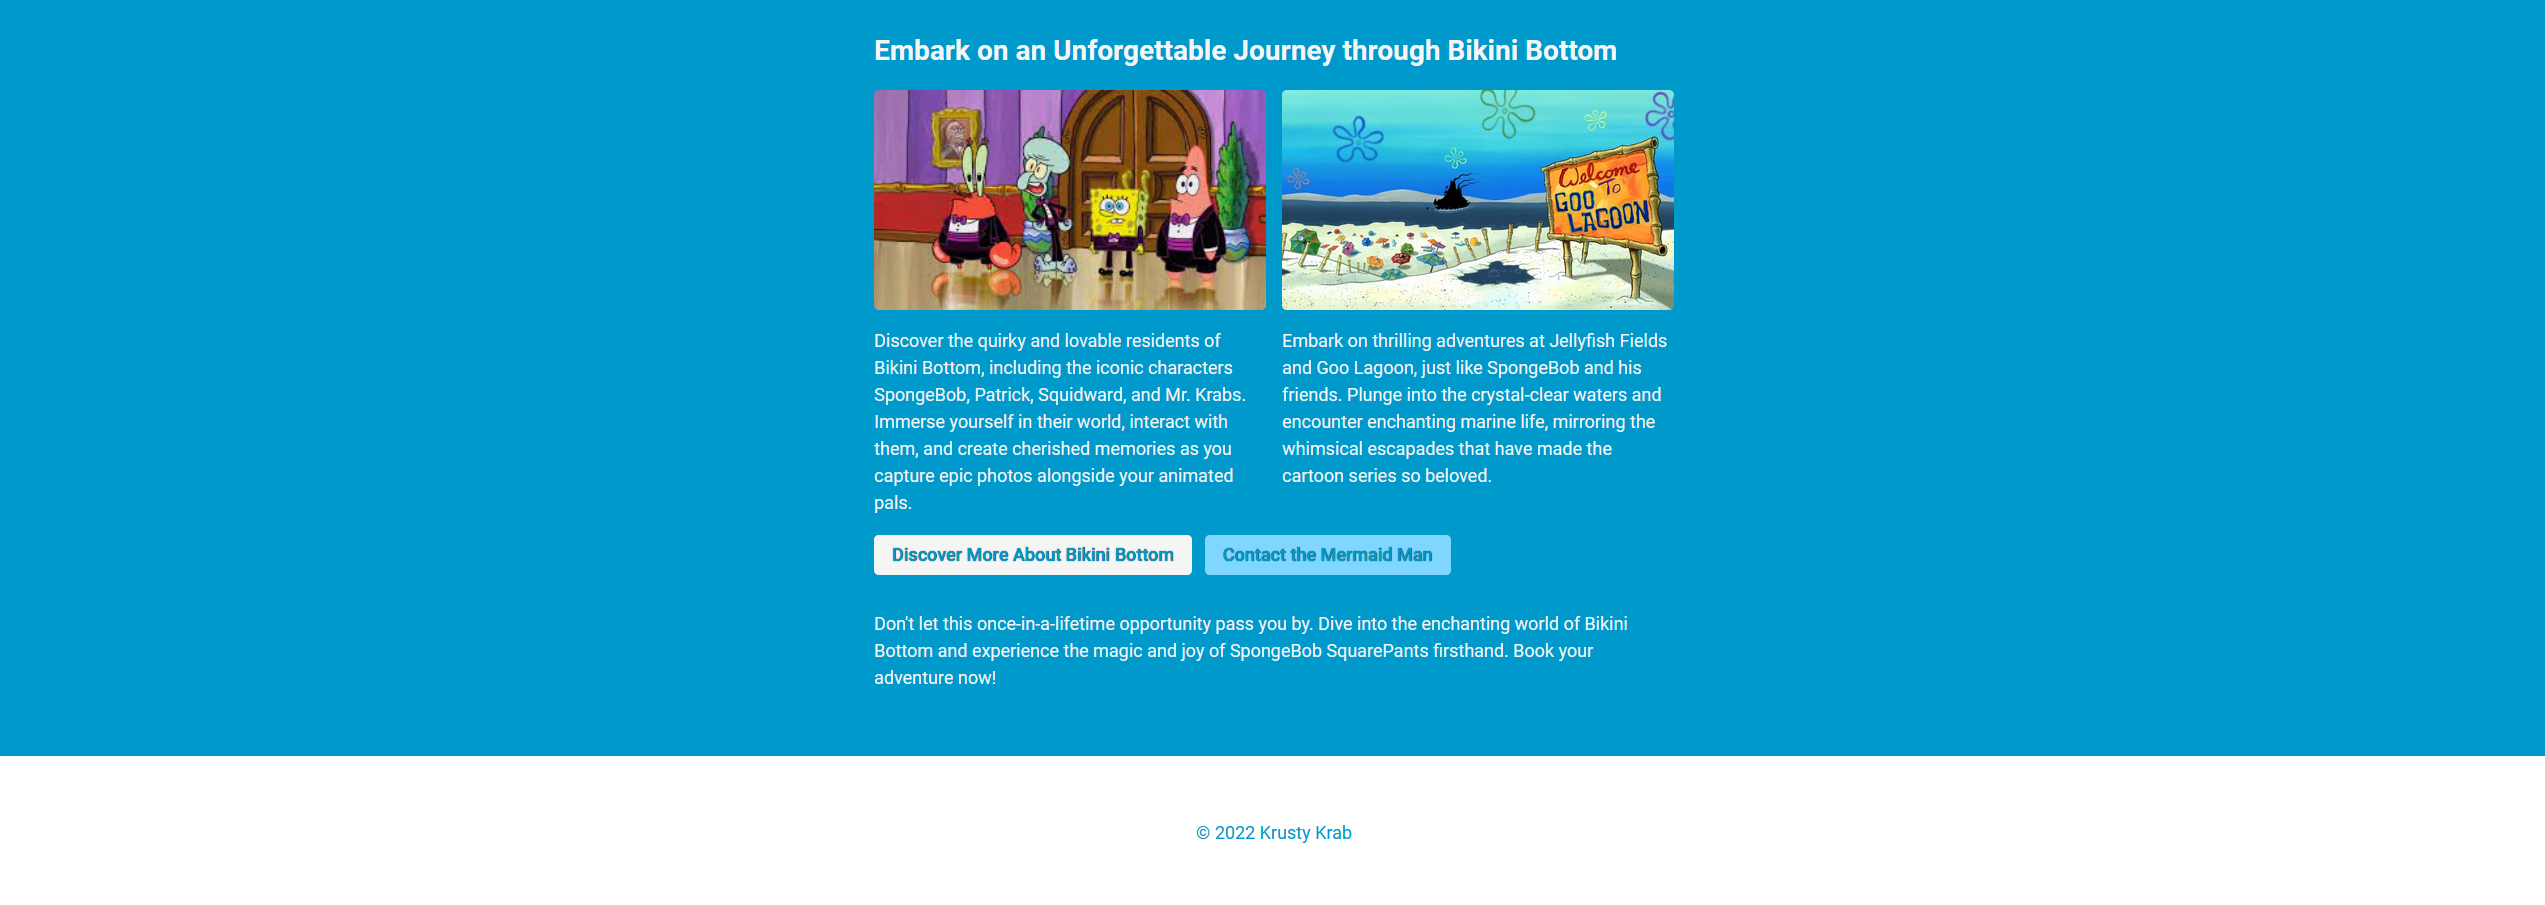 Embark on an Unforgettable Journey through Bikini Bottom
Welcome
To
GOO
LAGOON
Discover the quirky and lovable residents of
Bikini Bottom, including the iconic characters
SpongeBob, Patrick, Squidward, and Mr. Krabs.
Immerse yourself in their world, interact with
them, and create cherished memories as you
capture epic photos alongside your animated
pals.
Embark on thrilling adventures at Jellyfish Fields
and Goo Lagoon, just like SpongeBob and his
friends. Plunge into the crystal-clear waters and
encounter enchanting marine life, mirroring the
whimsical escapades that have made the
cartoon series so beloved.
Discover More About Bikini Bottom
Contact the Mermaid Man
Don't let this once-in-a-lifetime opportunity pass you by. Dive into the enchanting world of Bikini
Bottom and experience the magic and joy of SpongeBob SquarePants firsthand. Book your
adventure now!
© 2022 Krusty Krab